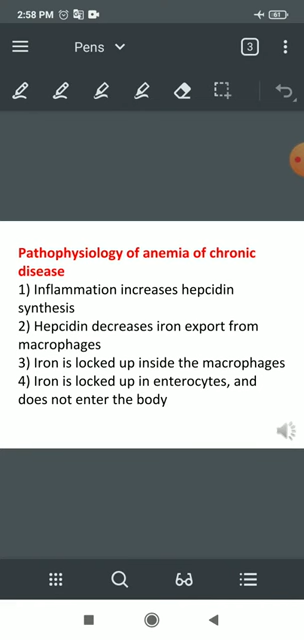 2:58 PM
61
Pens
3
Pathophysiology of anemia of chronic
disease
1) Inflammation increases hepcidin
synthesis
2) Hepcidin decreases iron export from
macrophages
3) Iron is locked up inside the macrophages
4) Iron is locked up in enterocytes, and
does not enter the body